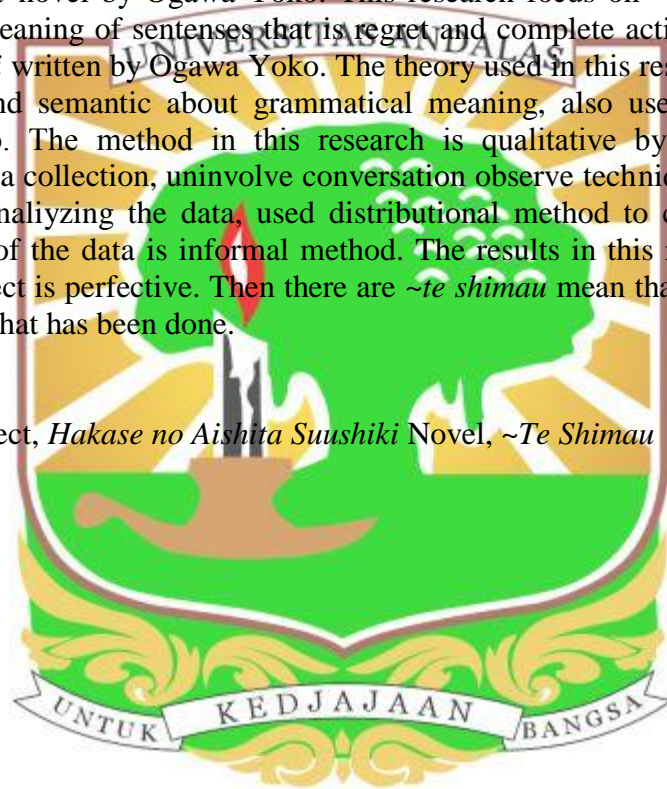 t novel by Ogawa Yoko. This research focus on
eaning of sentenses that is regret and complete acti
UNIVERSITAS ANDALAS
f written by Ogawa Yoko. The theory used in this res
nd semantic about grammatical meaning, also use
o. The method in this research is qualitative by
a collection, uninvolve conversation observe techni
naliyzing the data, used distributional method to c
of the data is informal method. The results in this
ect is perfective. Then there are ~te shimau mean tha
hat has been done.
ect, Hakase no Aishita Suushiki Novel, ~Te Shimau
UNTUK KEDJAJAAN BANGSA